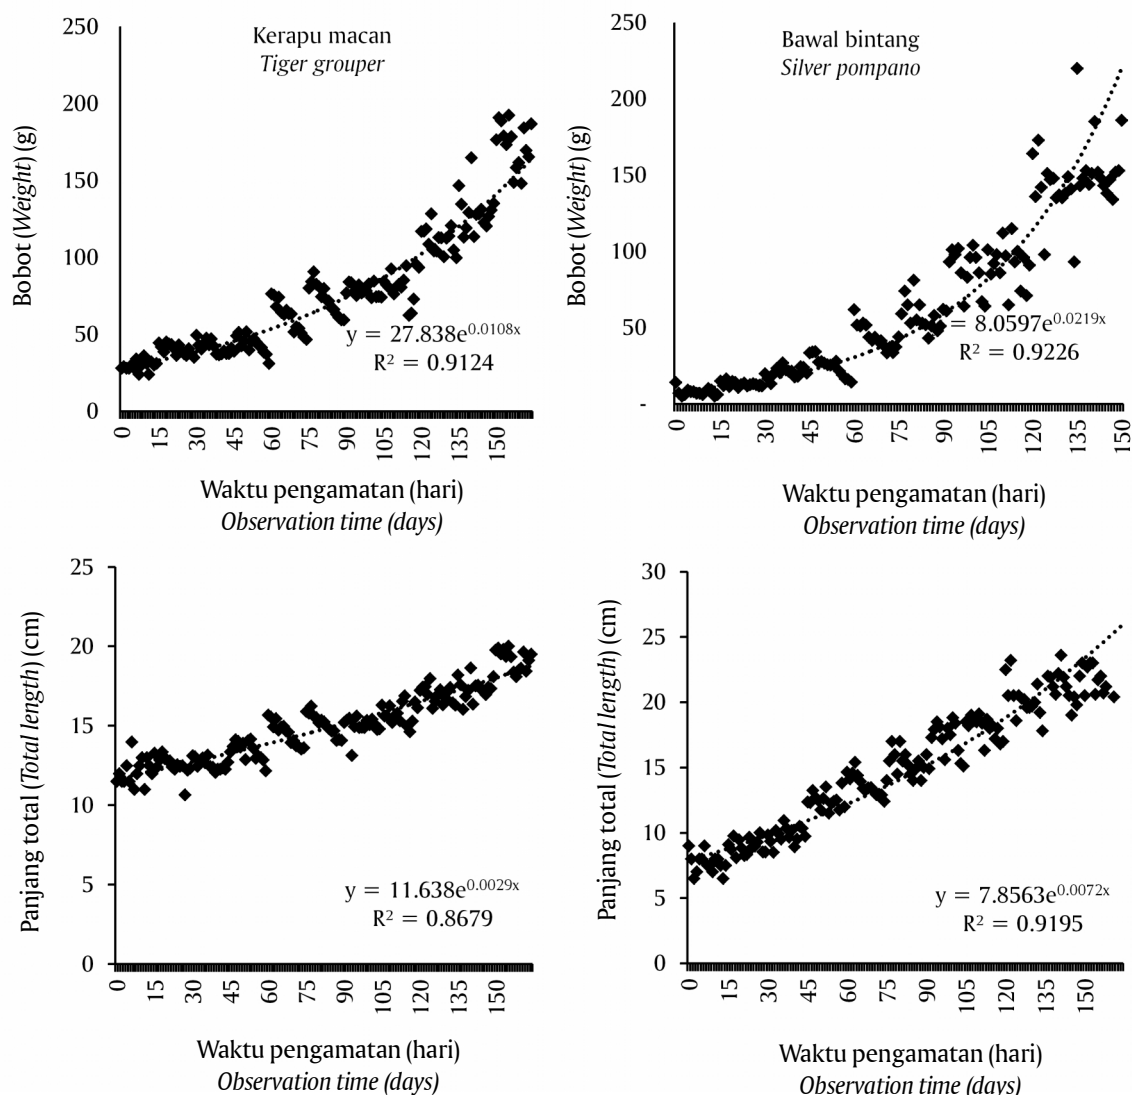 250
200
150
100
50
0
Bobot (Weight) (g)
Kerapu macan
Tiger grouper
y = 27.838e^0.0108x
R² = 0.9124
0 15 30 45 60 75 90 105 120 135 150
Waktu pengamatan (hari)
Observation time (days)
250
200
150
100
50
-
Bobot (Weight) (g)
Bawal bintang
Silver pompano
= 8.0597e^0.0219x
R² = 0.9226
0 15 30 45 60 75 90 105 120 135 150
Waktu pengamatan (hari)
Observation time (days)
25
20
15
10
5
0
Panjang total (Total length) (cm)
y = 11.638e^0.0029x
R² = 0.8679
0 15 30 45 60 75 90 105 120 135 150
Waktu pengamatan (hari)
Observation time (days)
30
25
20
15
10
5
0
Panjang total (Total length) (cm)
y = 7.8563e^0.0072x
R² = 0.9195
0 15 30 45 60 75 90 105 120 135 150
Waktu pengamatan (hari)
Observation time (days)